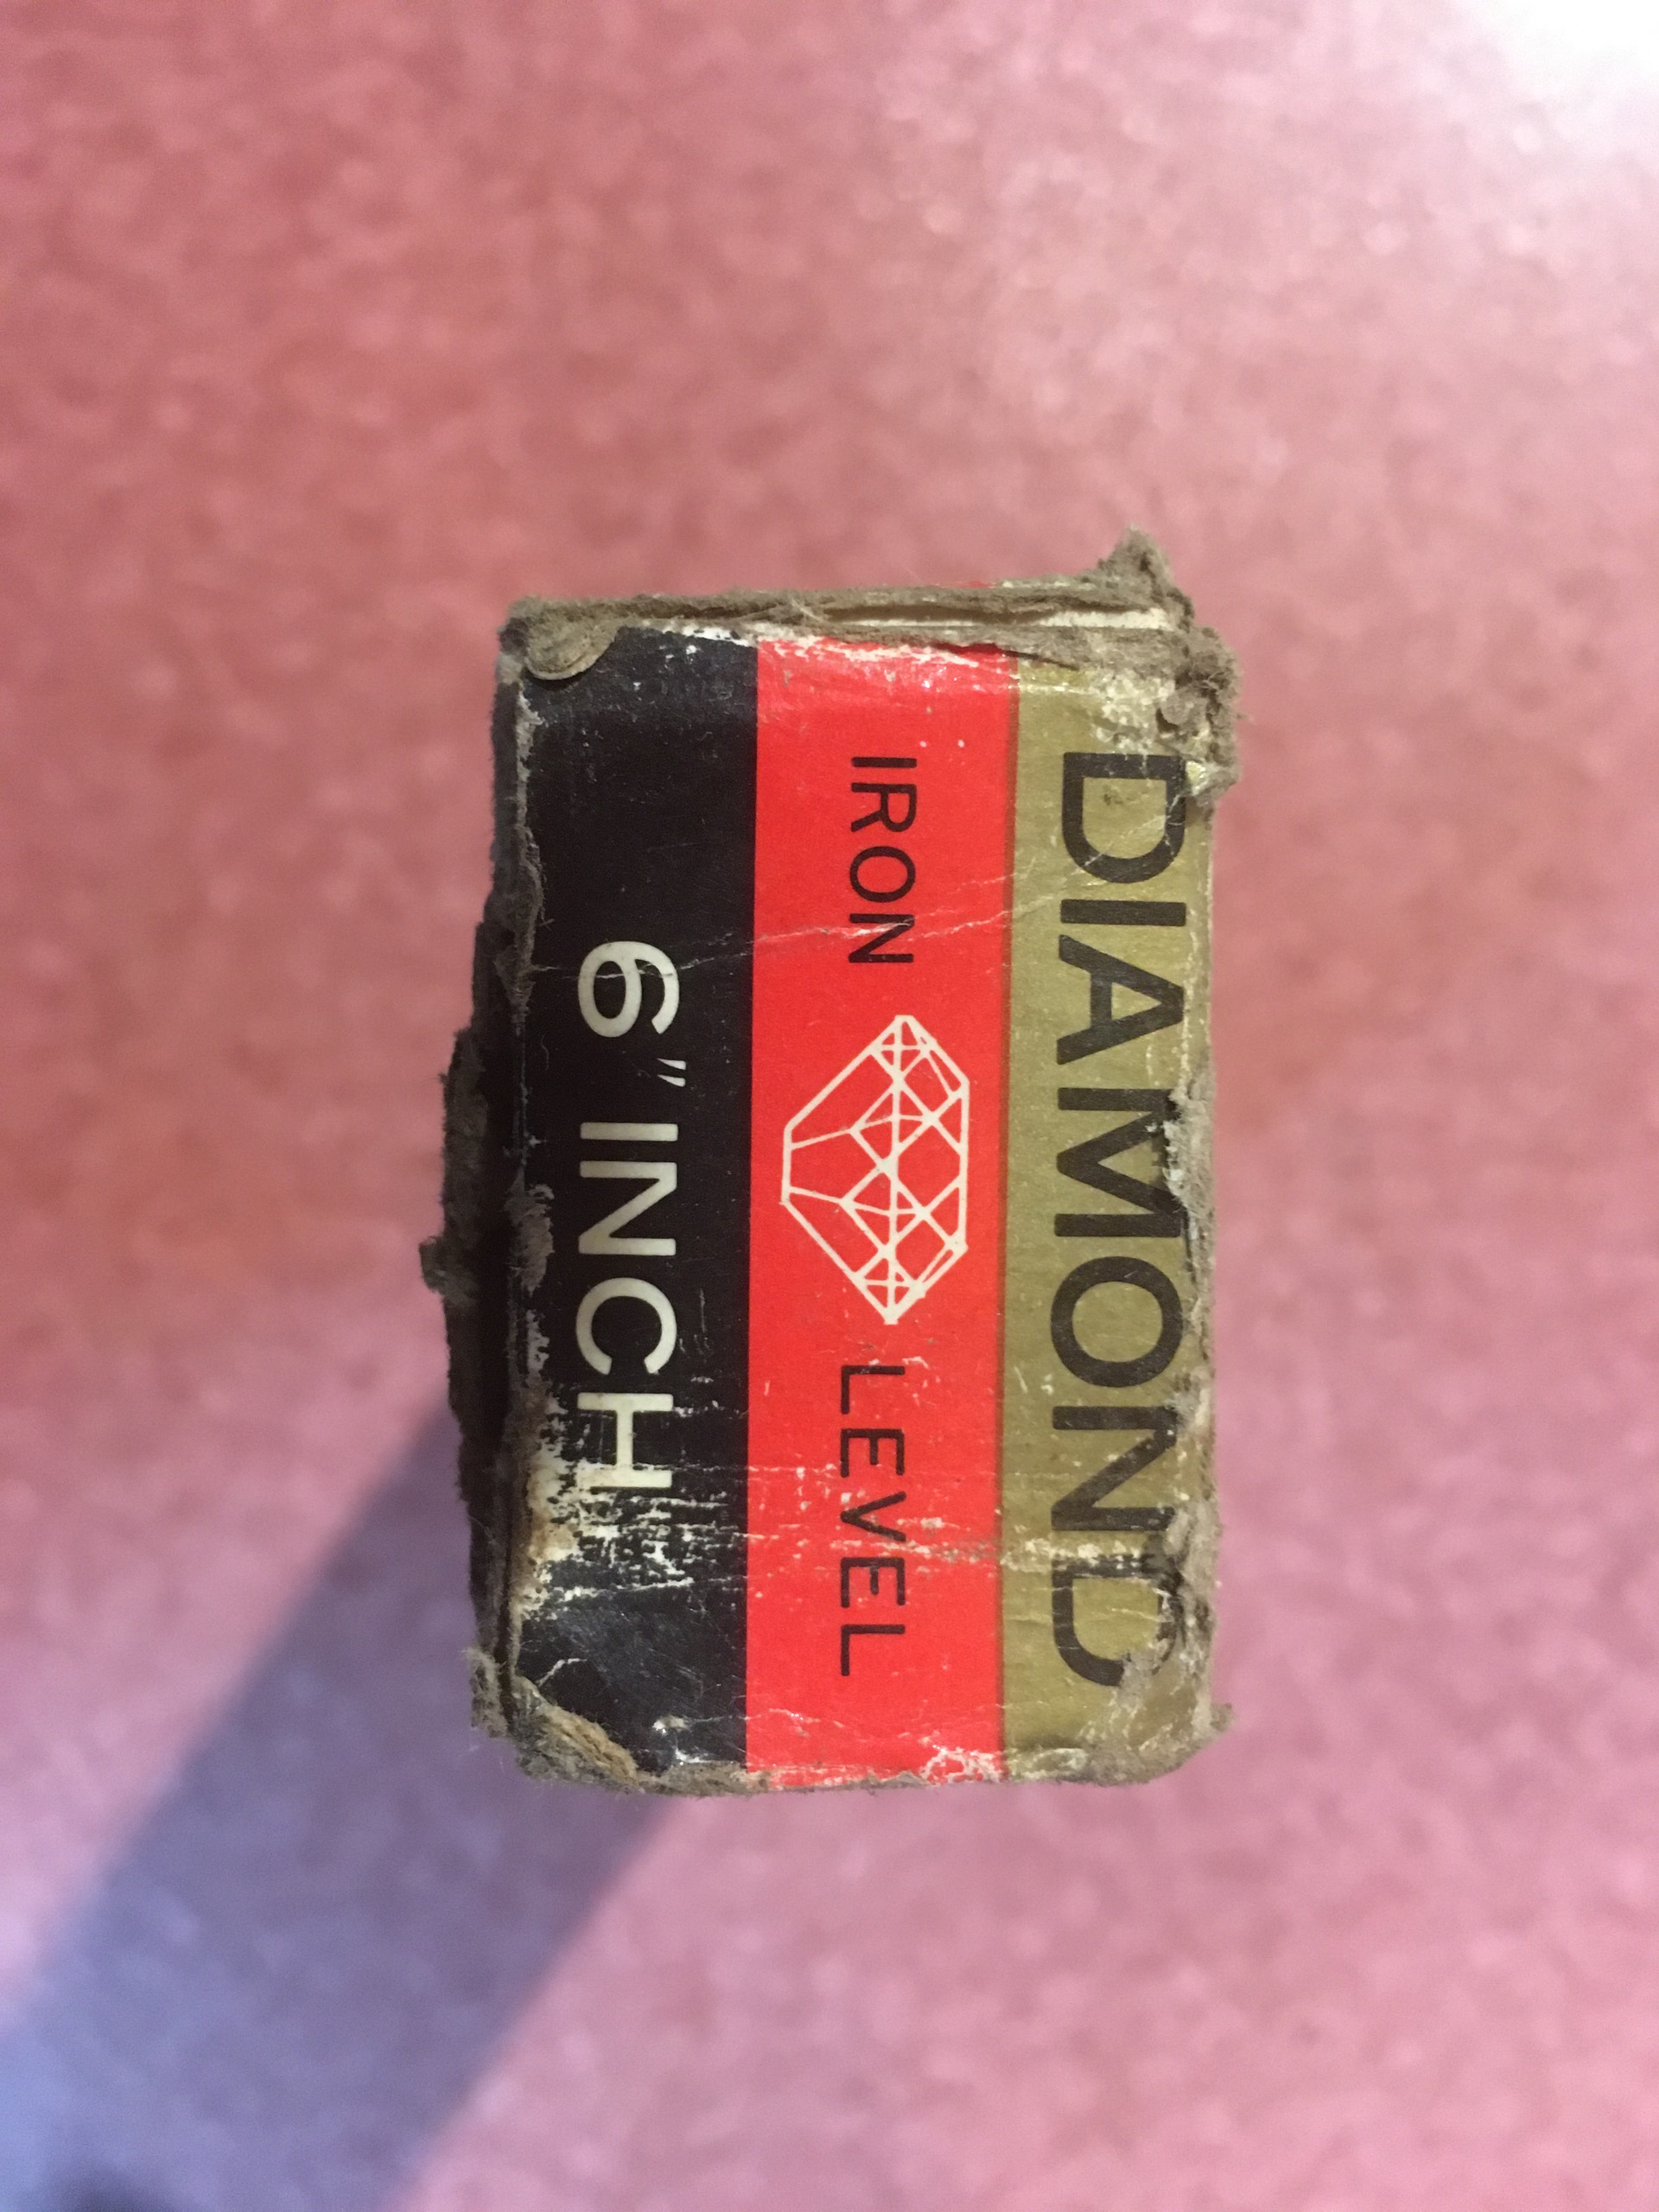 DIAMOND
IRON LEVEL
6" INCH